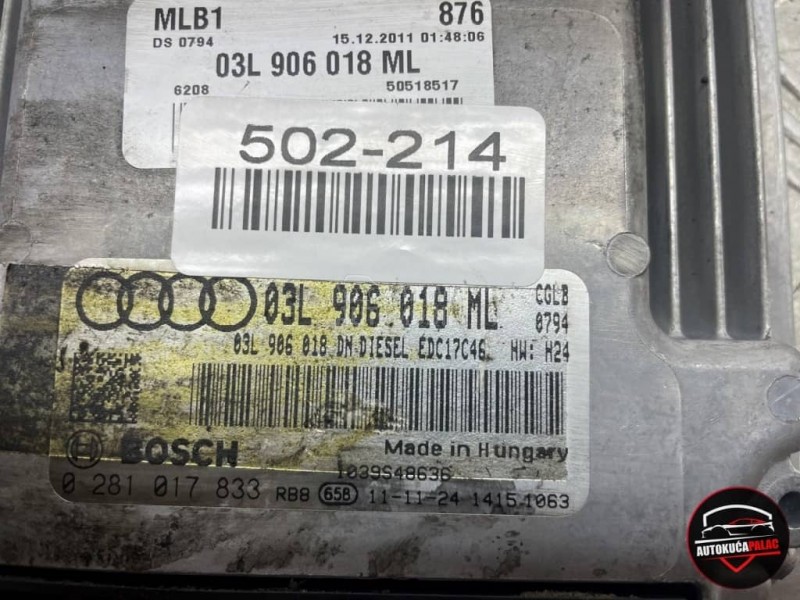 MLB1 876
DS 0794 15.12.2011 01:48:06
03L 906 018 ML
6208 50518517
502-214
03L 906 018 ML CGLB
0794
03L 906 018 DN DIESEL EDC17C46 HW: H24
BOSCH Made in Hungary
1039S48636
0 281 017 833 RB8 658 11-11-24 1415 1063
AUTOKUĆAPALAC